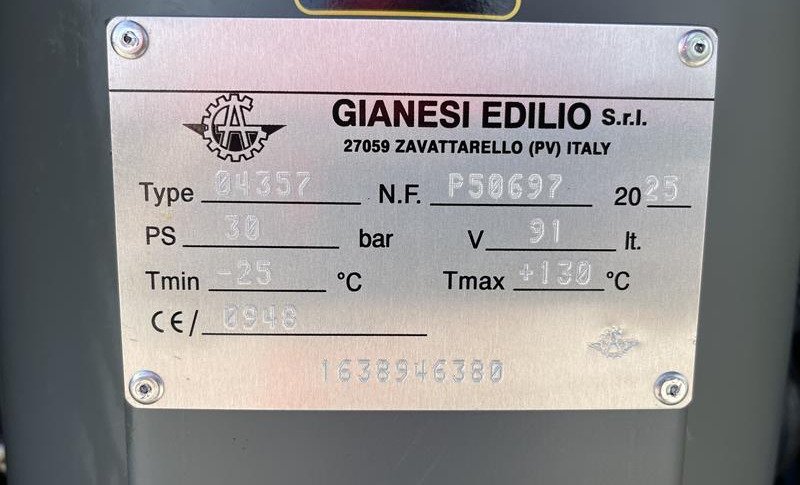 GIANESI EDILIO S.r.l.
27059 ZAVATTARELLO (PV) ITALY
Type 04357 N.F. P50697 2025
PS 30 bar V 91 lt.
Tmin -25 °C Tmax +130 °C
CE/ 0948
1638946380